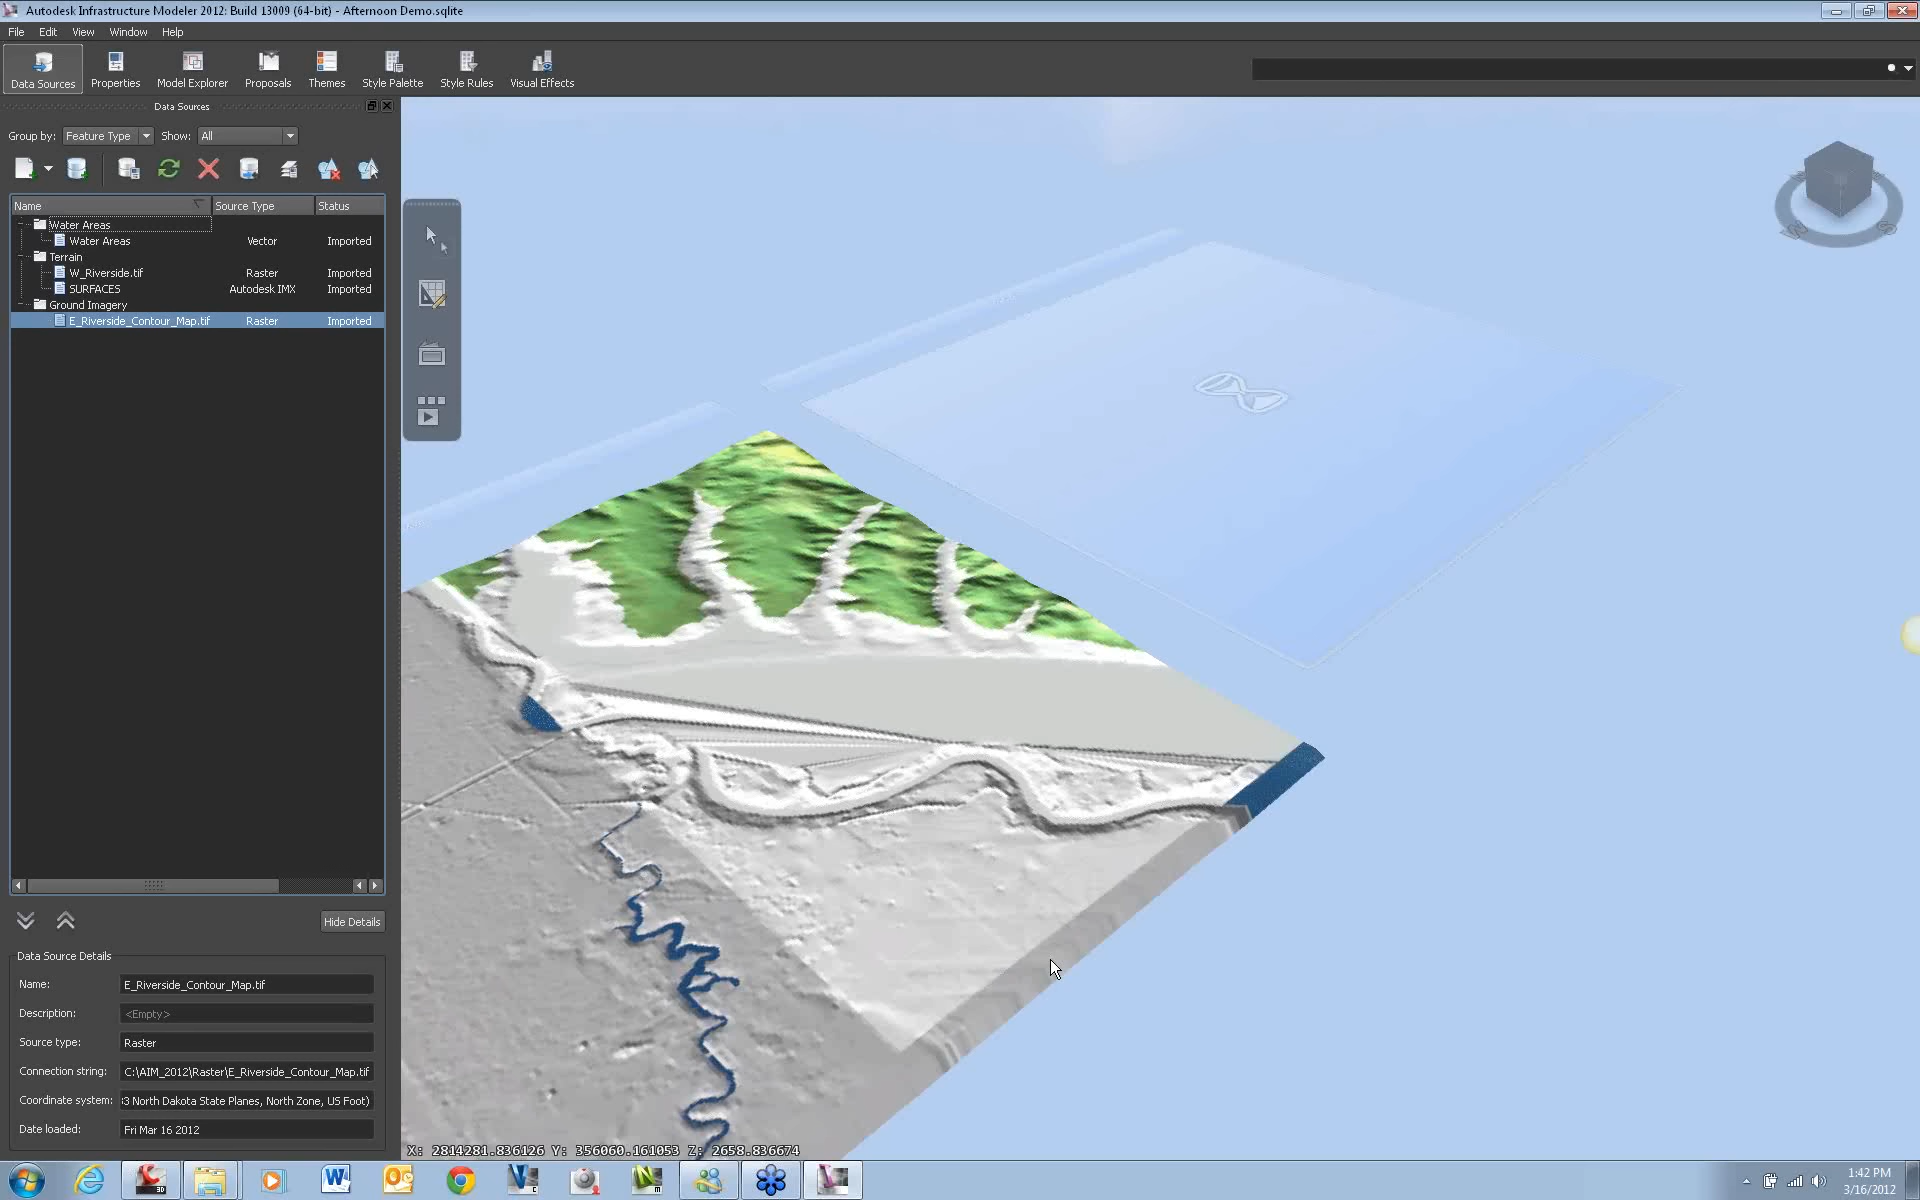 Autodesk Infrastructure Modeler 2012: Build 13009 (64-bit) - Afternoon Demo.sqlite
File Edit View Window Help
Data Sources Properties Model Explorer Proposals Themes Style Palette Style Rules Visual Effects
Data Sources
Group by: Feature Type Show: All
Name Source Type Status
Water Areas
Water Areas Vector Imported
Terrain
W_Riverside.tif Raster Imported
SURFACES Autodesk IMX Imported
Ground Imagery
E_Riverside_Contour_Map.tif Raster Imported
Hide Details
Data Source Details
Name: E_Riverside_Contour_Map.tif
Description: <Empty>
Source type: Raster
Connection string: C:\AIM_2012\Raster\E_Riverside_Contour_Map.tif
Coordinate system: 3 North Dakota State Planes, North Zone, US Foot)
Date loaded: Fri Mar 16 2012
X: 2814281.836126 Y: 356060.161053 Z: 2658.836674
W S
1:42 PM
3/16/2012